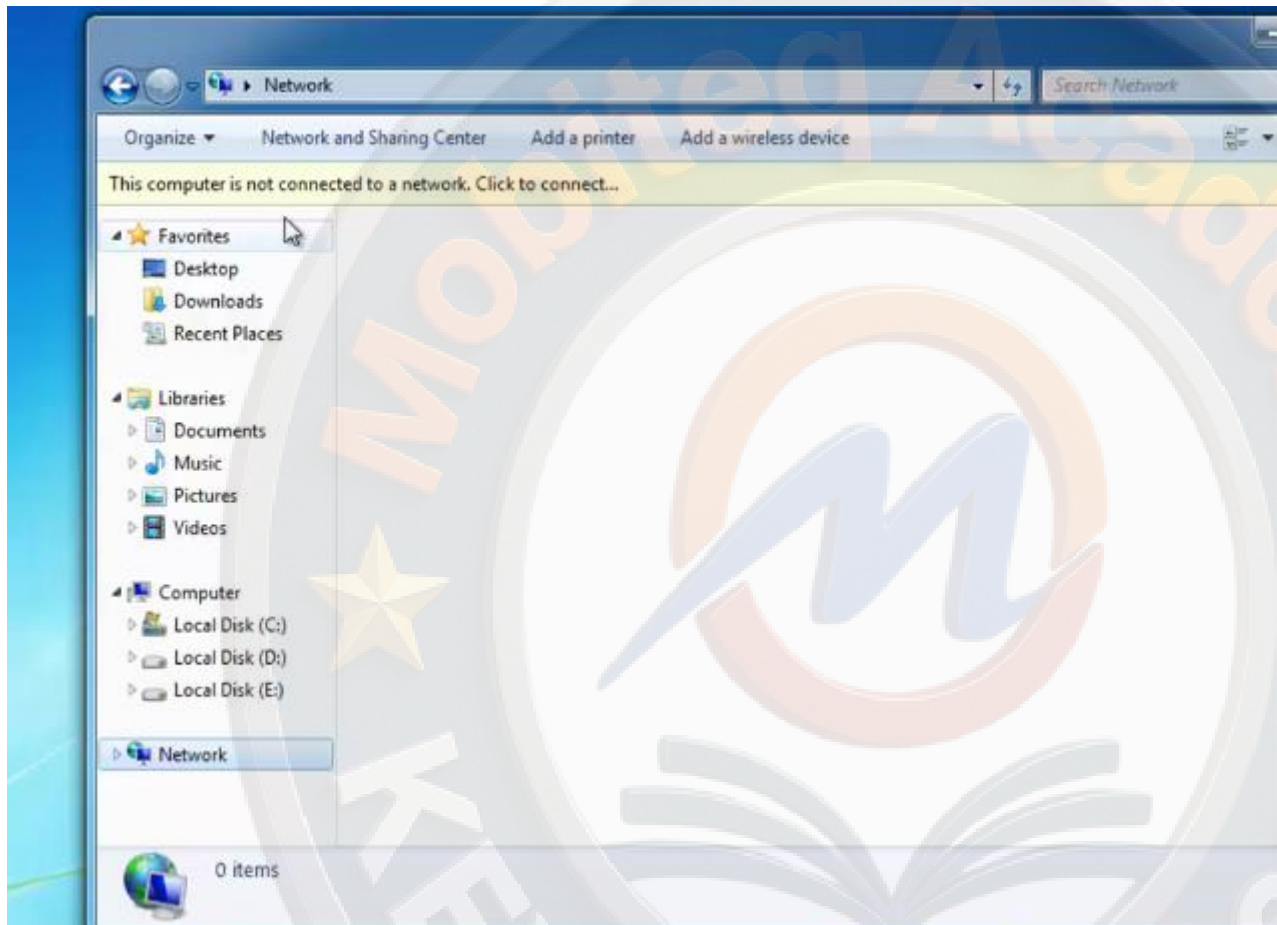 Network
Search Network
Organize Network and Sharing Center Add a printer Add a wireless device
This computer is not connected to a network. Click to connect...
Favorites
Desktop
Downloads
Recent Places
Libraries
Documents
Music
Pictures
Videos
Computer
Local Disk (C:)
Local Disk (D:)
Local Disk (E:)
Network
0 items
Mobiteq